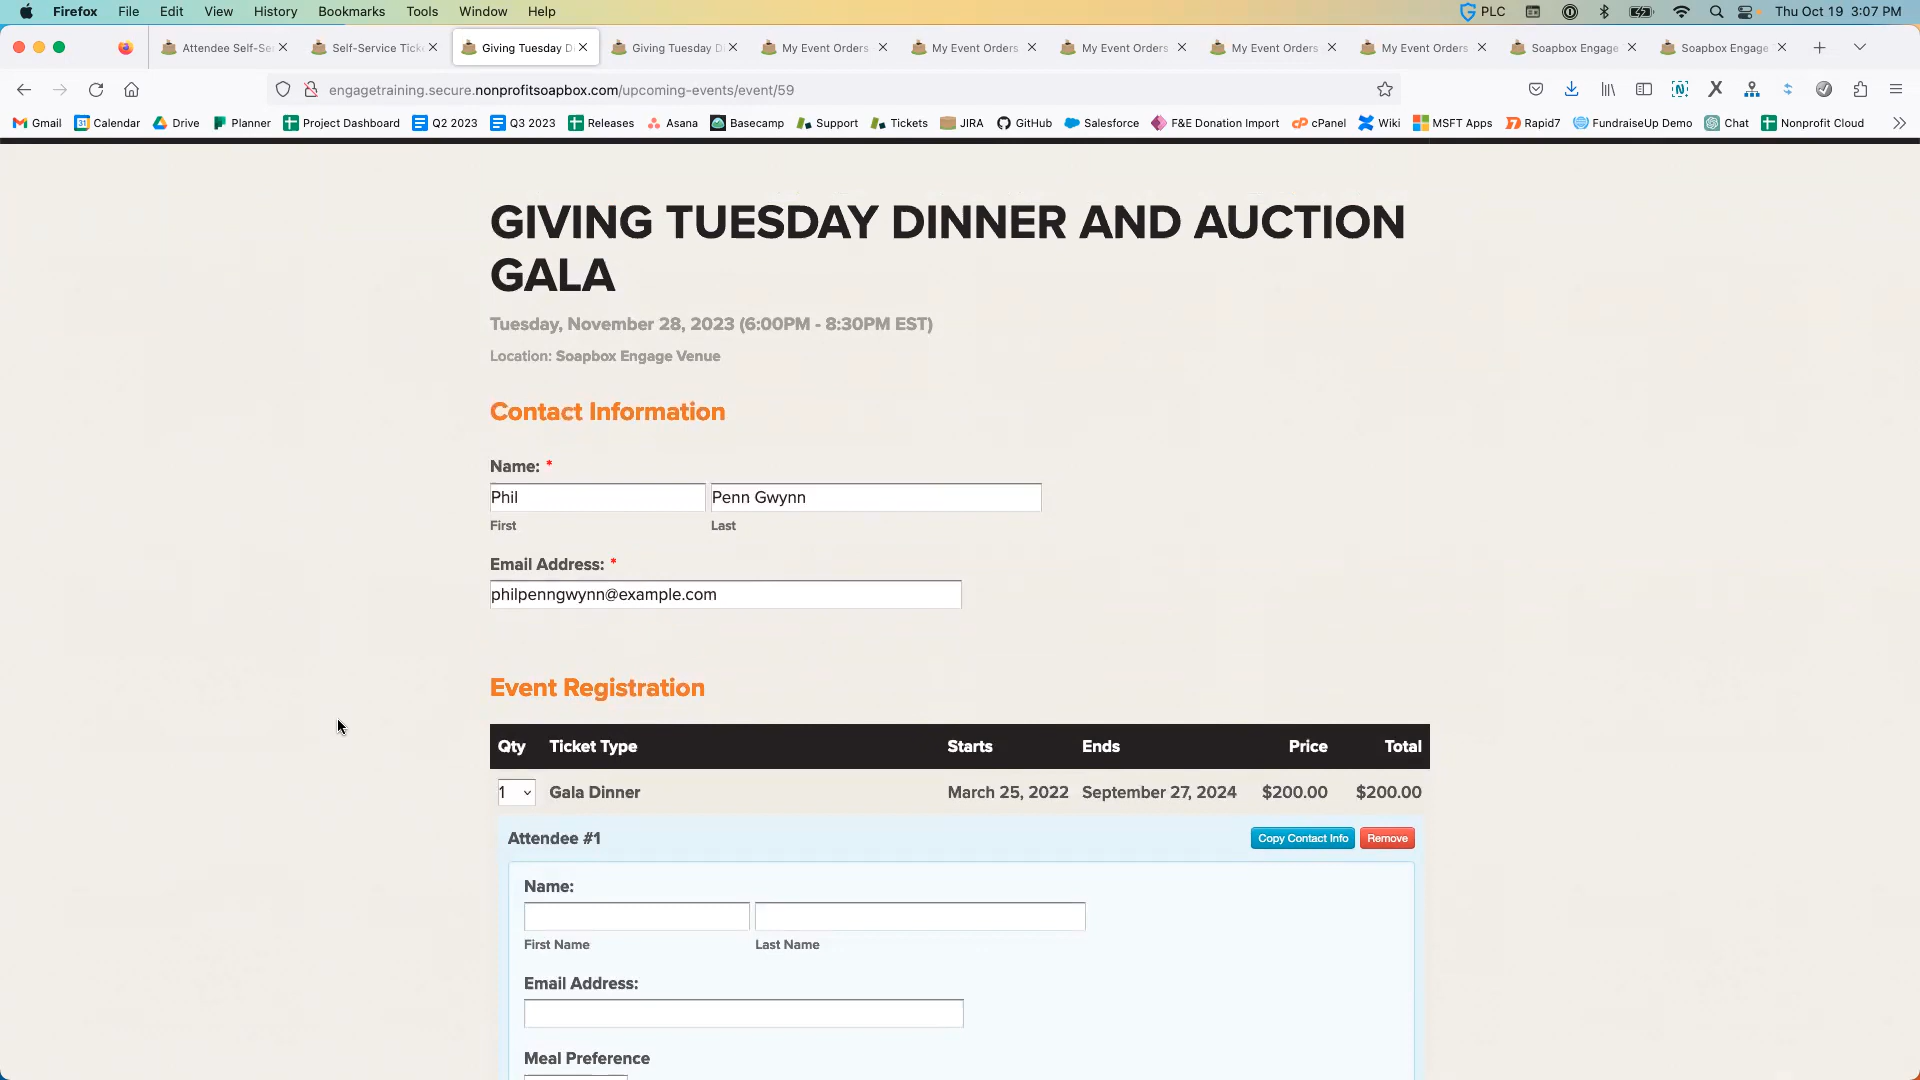 Firefox File Edit View History Bookmarks Tools Window Help PLC Thu Oct 19 3:07 PM
Attendee Self-Se Self-Service Tick Giving Tuesday D Giving Tuesday D My Event Orders My Event Orders My Event Orders My Event Orders My Event Orders Soapbox Engage Soapbox Engage
engagetraining.secure.nonprofitsoapbox.com/upcoming-events/event/59
Gmail Calendar Drive Planner Project Dashboard Q2 2023 Q3 2023 Releases Asana Basecamp Support Tickets JIRA GitHub Salesforce F&E Donation Import cPanel Wiki MSFT Apps Rapid7 FundraiseUp Demo Chat Nonprofit Cloud
GIVING TUESDAY DINNER AND AUCTION
GALA
Tuesday, November 28, 2023 (6:00PM - 8:30PM EST)
Location: Soapbox Engage Venue
Contact Information
Name: *
Phil Penn Gwynn
First Last
Email Address: *
philpenngwynn@example.com
Event Registration
Qty Ticket Type Starts Ends Price Total
1 Gala Dinner March 25, 2022 September 27, 2024 $200.00 $200.00
Attendee #1 Copy Contact Info Remove
Name:
First Name Last Name
Email Address:
Meal Preference